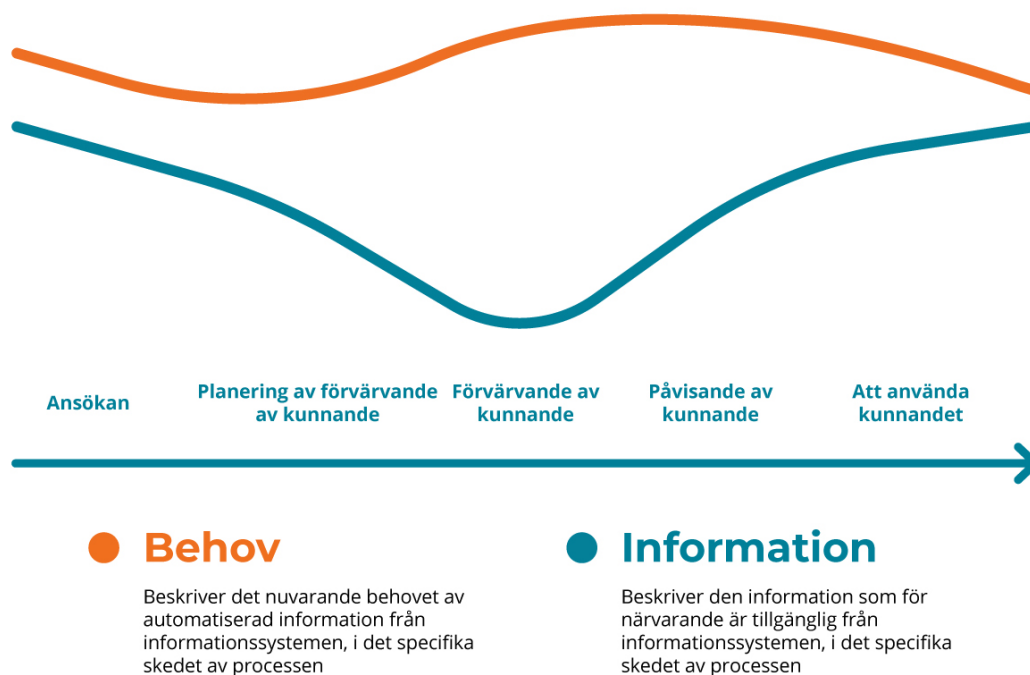 Ansökan
Planering av förvärvande
av kunnande
Förvärvande av
kunnande
Påvisande av
kunnande
Att använda
kunnandet
Behov
Beskriver det nuvarande behovet av
automatiserad information från
informationssystemen, i det specifika
skedet av processen
Information
Beskriver den information som för
närvarande är tillgänglig från
informationssystemen, i det specifika
skedet av processen